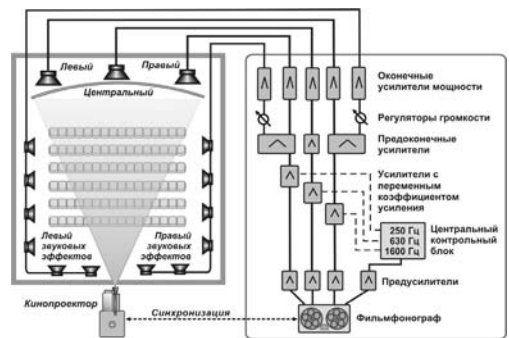 Левый
Правый
Центральный
Левый
звуковых
эффектов
Правый
звуковых
эффектов
Кинопроектор
Синхронизация
Оконечные
усилители мощности
Регуляторы громкости
Предоконечные
усилители
Усилители с
переменным
коэффициентом
усиления
250 Гц
630 Гц
1600 Гц
Центральный
контрольный
блок
Предусилители
Фильмфонограф